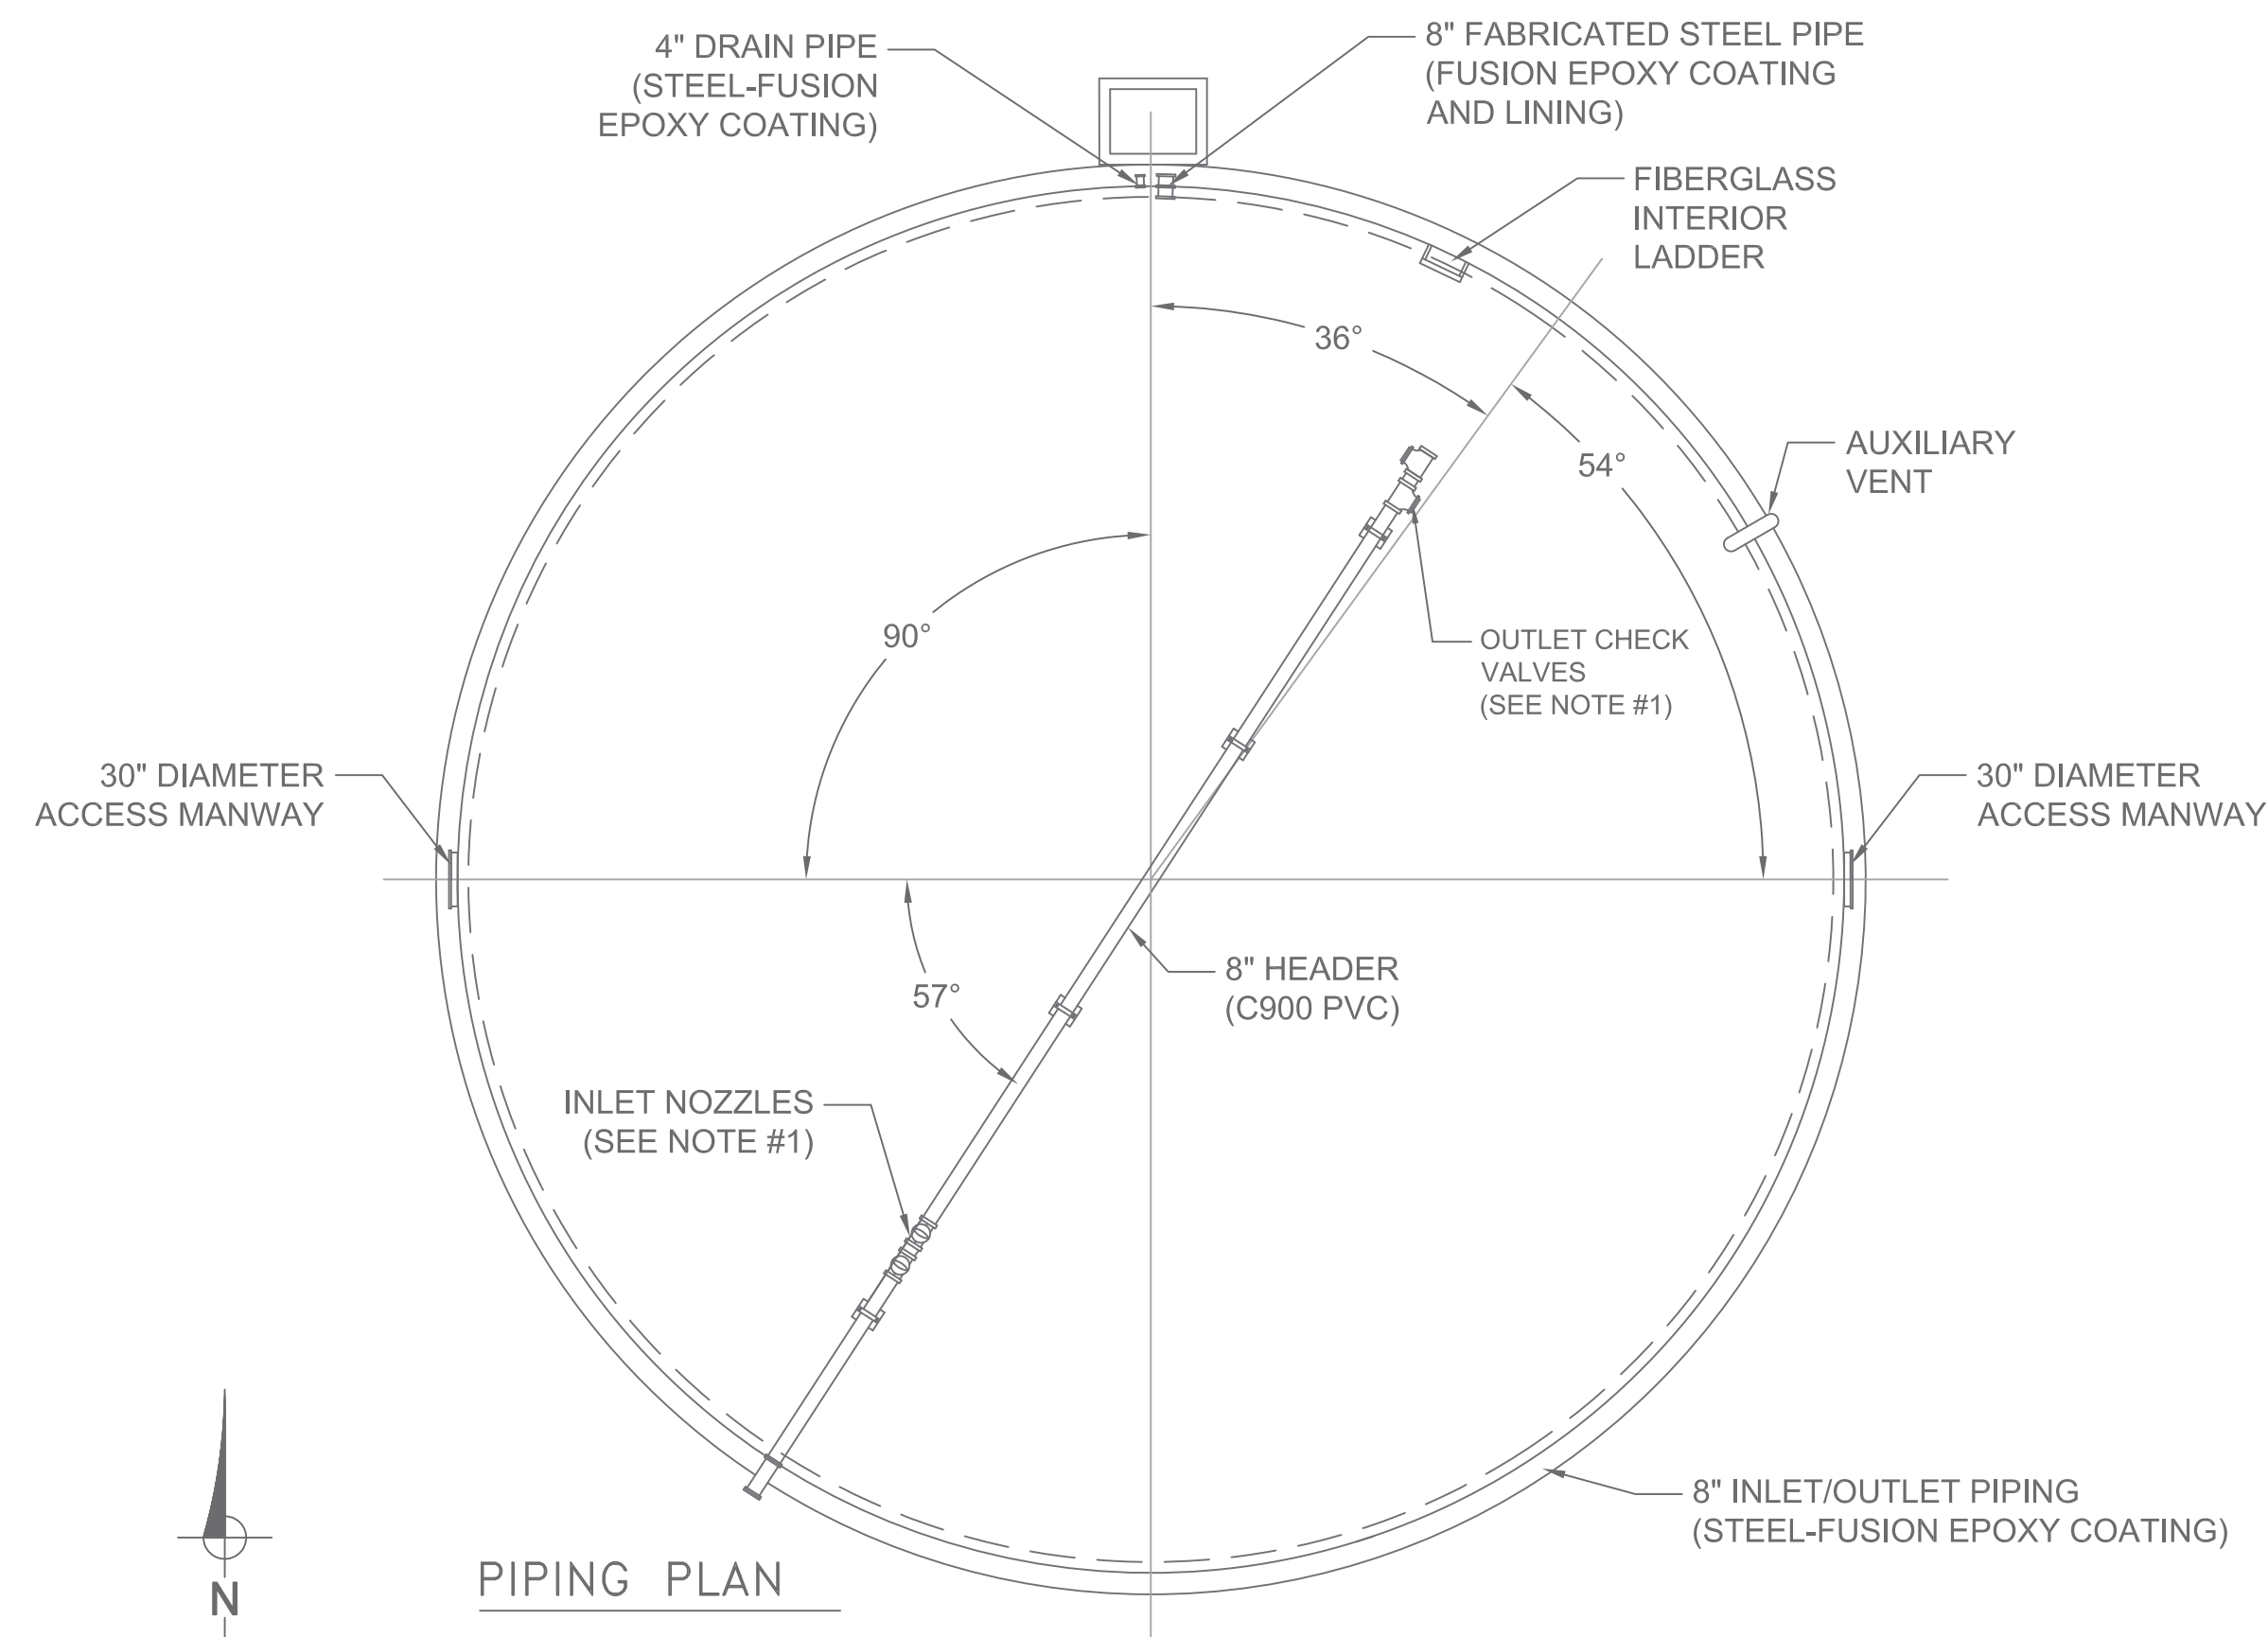 4" DRAIN PIPE
(STEEL-FUSION
EPOXY COATING)
8" FABRICATED STEEL PIPE
(FUSION EPOXY COATING
AND LINING)
FIBERGLASS
INTERIOR
LADDER
36°
54°
AUXILIARY
VENT
90°
OUTLET CHECK
VALVES
(SEE NOTE #1)
30" DIAMETER
ACCESS MANWAY
30" DIAMETER
ACCESS MANWAY
57°
8" HEADER
(C900 PVC)
INLET NOZZLES
(SEE NOTE #1)
8" INLET/OUTLET PIPING
(STEEL-FUSION EPOXY COATING)
N
PIPING PLAN